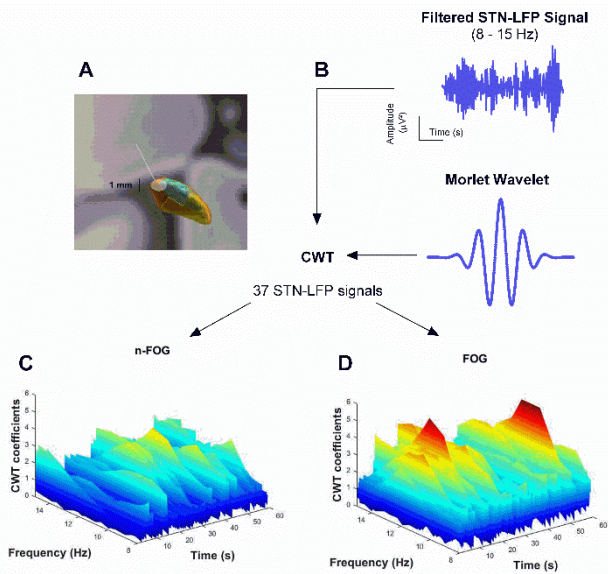 Filtered STN-LFP Signal
(8 - 15 Hz)
A
B
Amplitude
(µV²)
Time (s)
1 mm
Morlet Wavelet
CWT
37 STN-LFP signals
C
n-FOG
D
FOG
CWT coefficients
6
5
4
3
2
1
0
14
12
10
8
Frequency (Hz)
10
20
30
40
50
60
Time (s)
CWT coefficients
6
5
4
3
2
1
0
14
12
10
8
Frequency (Hz)
10
20
30
40
50
60
Time (s)